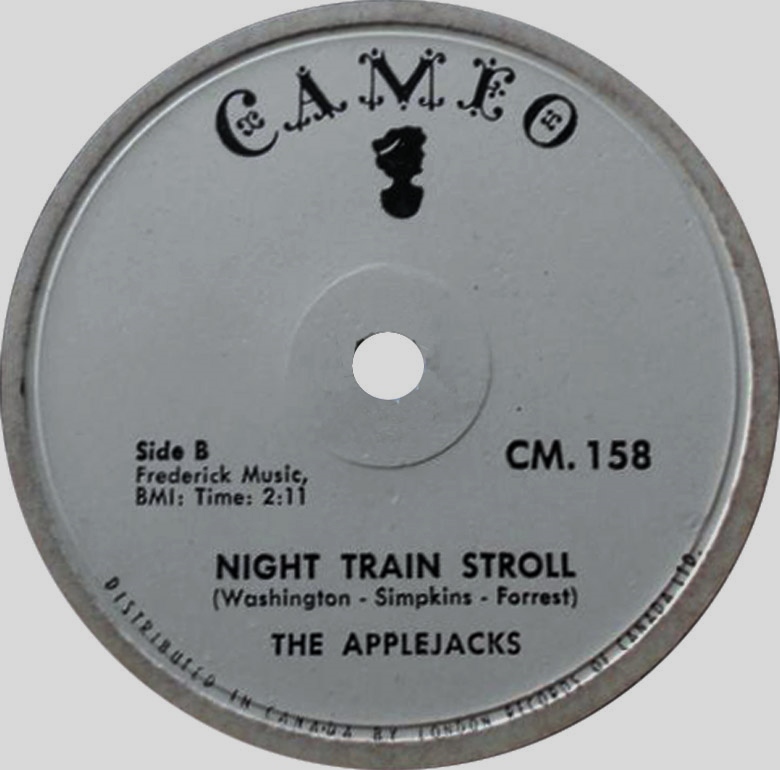 CAMEO
Side B
Frederick Music,
BMI: Time: 2:11
CM. 158
NIGHT TRAIN STROLL
(Washington - Simpkins - Forrest)
THE APPLEJACKS
DISTRIBUTED IN CANADA BY LONDON RECORDS OF CANADA LTD.